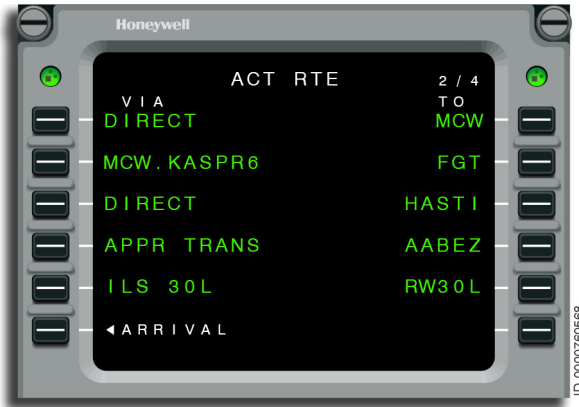 Honeywell
ACT RTE 2/4
VIA TO
DIRECT MCW
MCW.KASPR6 FGT
DIRECT HASTI
APPR TRANS AABEZ
ILS 30L RW30L
◄ARRIVAL
ID_0000760568